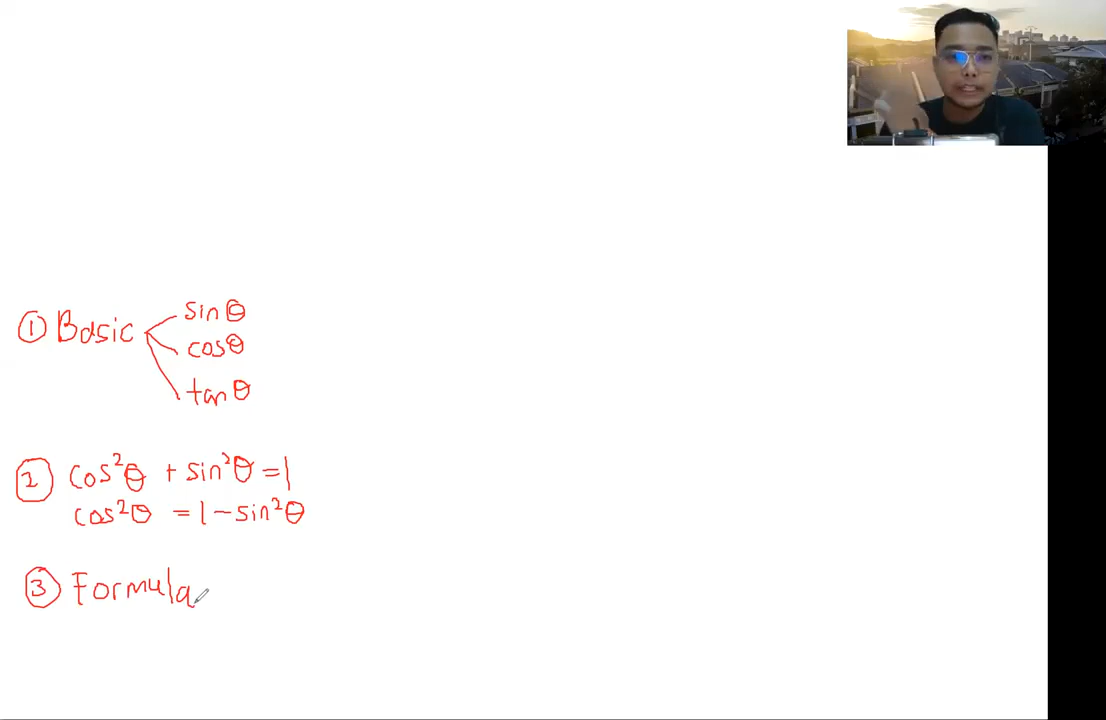 ① Basic
sinθ
cosθ
tanθ
② cos²θ + sin²θ = 1
cos²θ = 1 - sin²θ
③ Formula